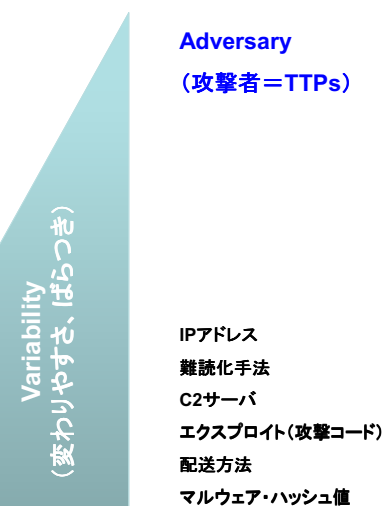 Adversary
（攻撃者＝TTPs）
Variability
（変わりやすさ、ばらつき）
IPアドレス
難読化手法
C2サーバ
エクスプロイト（攻撃コード）
配送方法
マルウェア・ハッシュ値